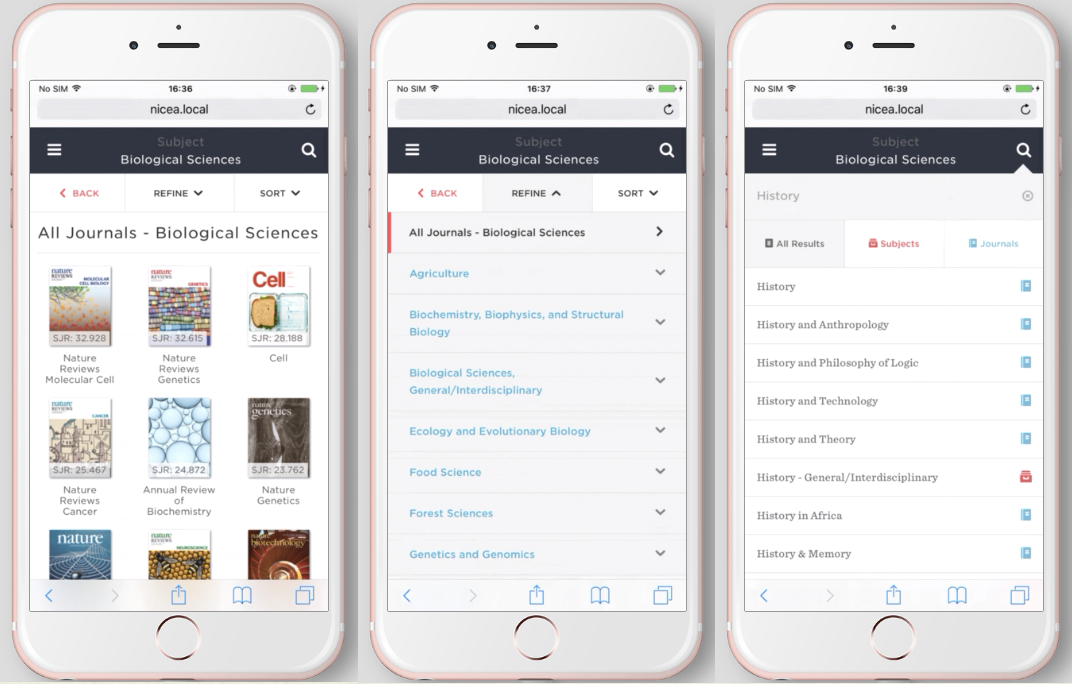 No SIM 16:36
nicea.local
Subject
Biological Sciences
BACK REFINE SORT
All Journals - Biological Sciences
nature
REVIEWS
MOLECULAR
CELL BIOLOGY
SJR: 32.928
Nature
Reviews
Molecular Cell
nature
REVIEWS
GENETICS
SJR: 32.615
Nature
Reviews
Genetics
Cell
SJR: 28.188
Cell
nature
REVIEWS
CANCER
SJR: 25.467
Nature
Reviews
Cancer
SJR: 24.872
Annual Review
of
Biochemistry
nature
genetics
SJR: 23.762
Nature
Genetics
nature
nature
REVIEWS
NEUROSCIENCE
nature
biotechnology
No SIM 16:37
nicea.local
Subject
Biological Sciences
BACK REFINE SORT
All Journals - Biological Sciences
Agriculture
Biochemistry, Biophysics, and Structural
Biology
Biological Sciences,
General/Interdisciplinary
Ecology and Evolutionary Biology
Food Science
Forest Sciences
Genetics and Genomics
No SIM 16:39
nicea.local
Subject
Biological Sciences
History
All Results Subjects Journals
History
History and Anthropology
History and Philosophy of Logic
History and Technology
History and Theory
History - General/Interdisciplinary
History in Africa
History & Memory